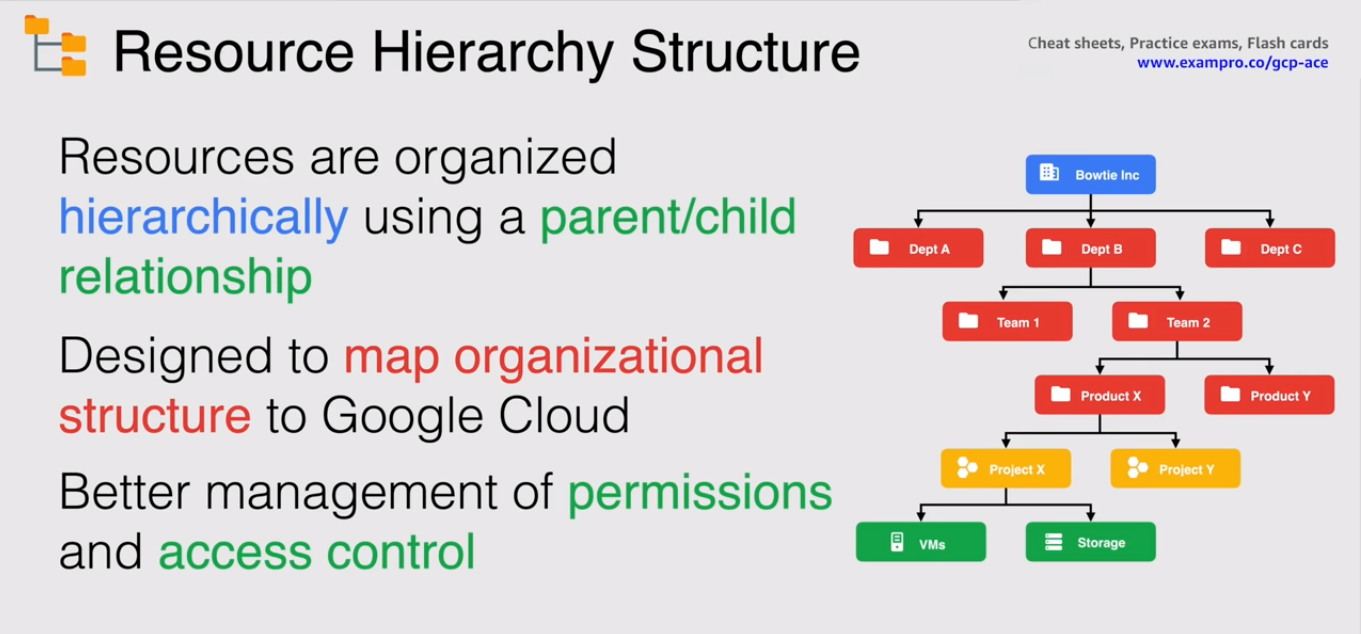 Resource Hierarchy Structure
Cheat sheets, Practice exams, Flash cards
www.exampro.co/gcp-ace
Resources are organized
hierarchically using a parent/child
relationship
Designed to map organizational
structure to Google Cloud
Better management of permissions
and access control
Bowtie Inc
Dept A
Dept B
Dept C
Team 1
Team 2
Product X
Product Y
Project X
Project Y
VMs
Storage